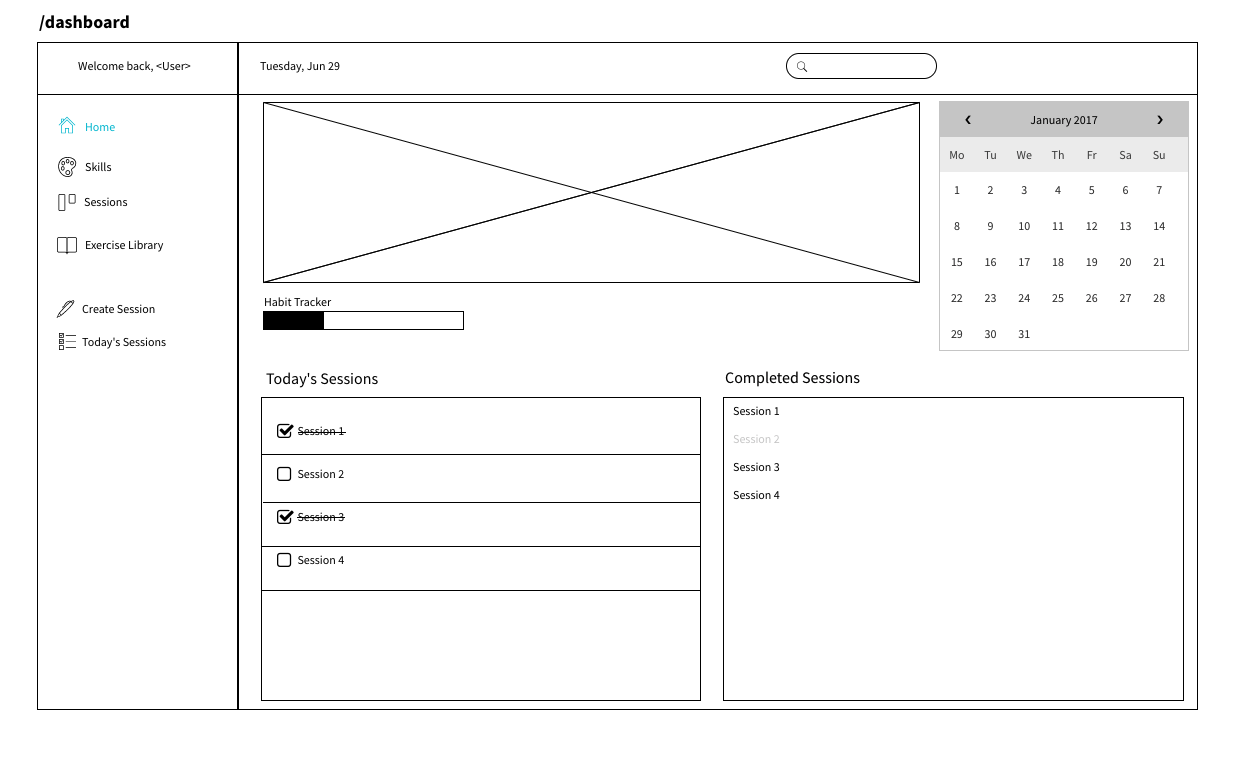 /dashboard
Welcome back, <User>
Tuesday, Jun 29
Home
Skills
Sessions
Exercise Library
Create Session
Today's Sessions
January 2017
Mo Tu We Th Fr Sa Su
1 2 3 4 5 6 7
8 9 10 11 12 13 14
15 16 17 18 19 20 21
22 23 24 25 26 27 28
29 30 31
Habit Tracker
Today's Sessions
Session 1
Session 2
Session 3
Session 4
Completed Sessions
Session 1
Session 2
Session 3
Session 4